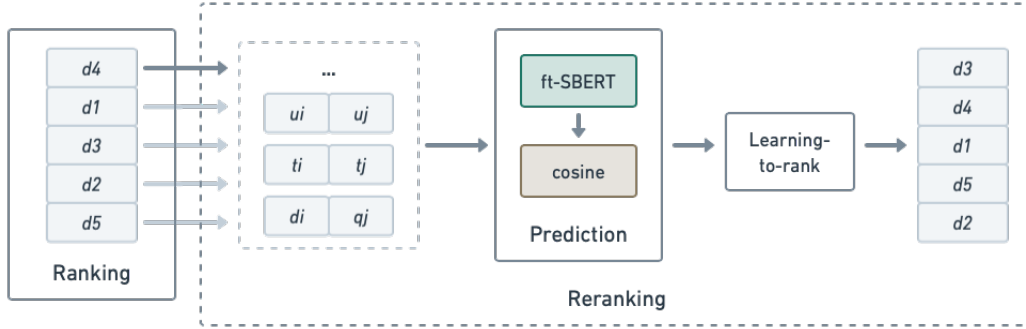 d4
d1
d3
d2
d5
Ranking
...
ui uj
ti tj
di qj
ft-SBERT
cosine
Prediction
Learning-
to-rank
d3
d4
d1
d5
d2
Reranking